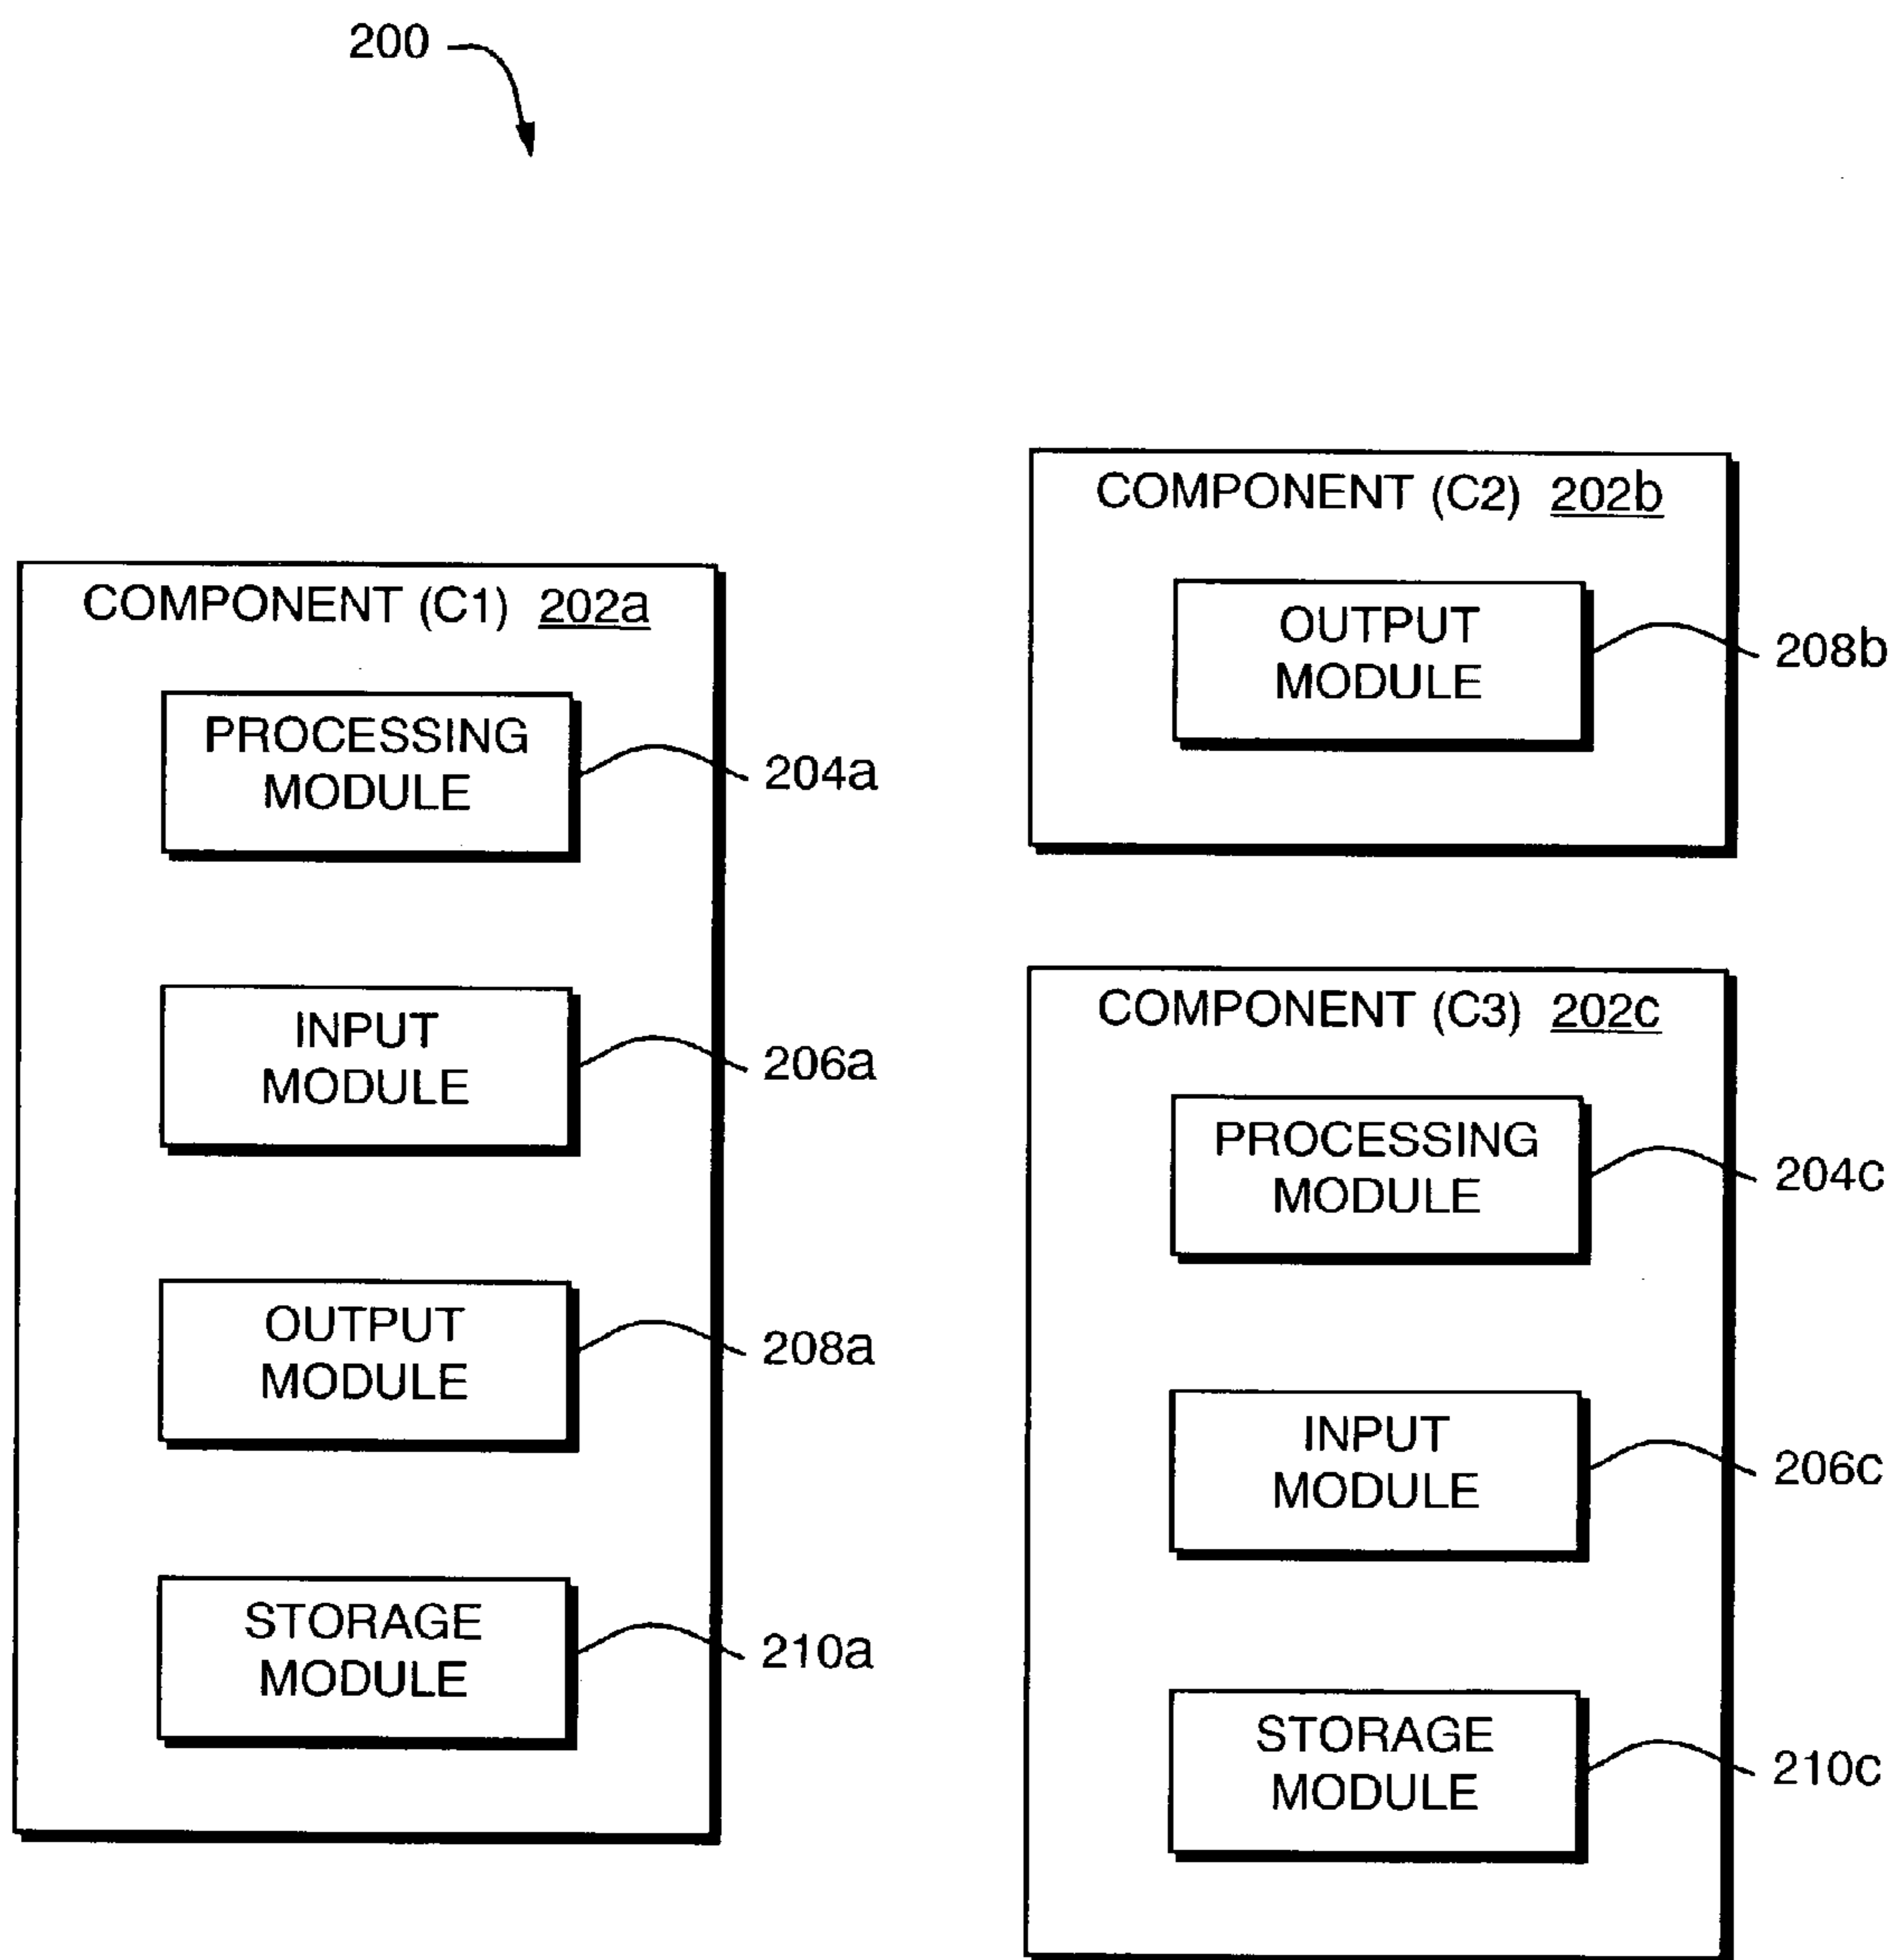 200
COMPONENT (C1) 202a
PROCESSING
MODULE
204a
INPUT
MODULE
206a
OUTPUT
MODULE
208a
STORAGE
MODULE
210a
COMPONENT (C2) 202b
OUTPUT
MODULE
208b
COMPONENT (C3) 202c
PROCESSING
MODULE
204c
INPUT
MODULE
206c
STORAGE
MODULE
210c